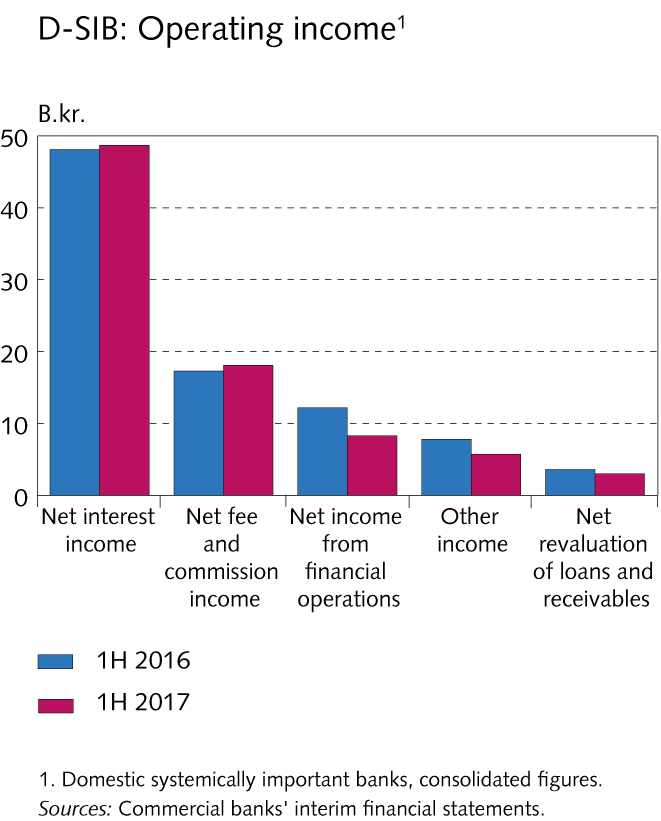 D-SIB: Operating income¹
B.kr.
50
40
30
20
10
0
Net interest
income
Net fee
and
commission
income
Net income
from
financial
operations
Other
income
Net
revaluation
of loans and
receivables
1H 2016
1H 2017
1. Domestic systemically important banks, consolidated figures.
Sources: Commercial banks' interim financial statements.